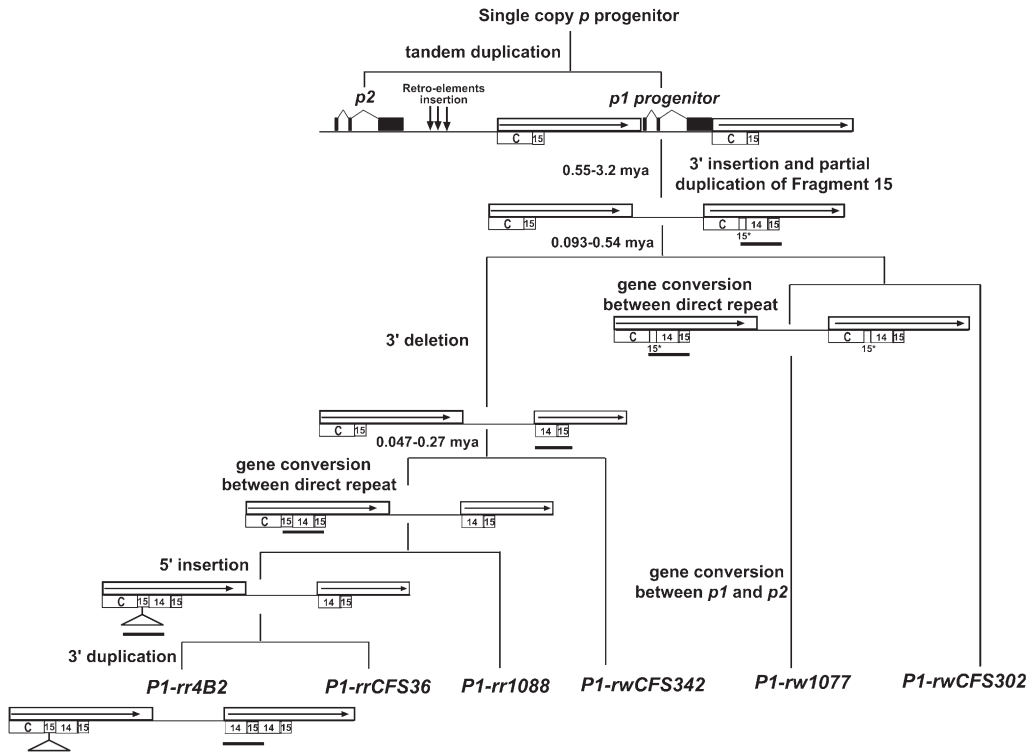 Single copy p progenitor
tandem duplication
Retro-elements
insertion
p2
p1 progenitor
C 15
C 15
0.55-3.2 mya
3' insertion and partial
duplication of Fragment 15
C 15
C 14 15
15*
0.093-0.54 mya
gene conversion
between direct repeat
C 14 15
15*
C 14 15
15*
3' deletion
C 15
14 15
0.047-0.27 mya
gene conversion
between direct repeat
C 15 14 15
14 15
5' insertion
C 15 14 15
14 15
gene conversion
between p1 and p2
3' duplication
P1-rr4B2
P1-rrCFS36
P1-rr1088
P1-rwCFS342
P1-rw1077
P1-rwCFS302
C 15 14 15
14 15 14 15